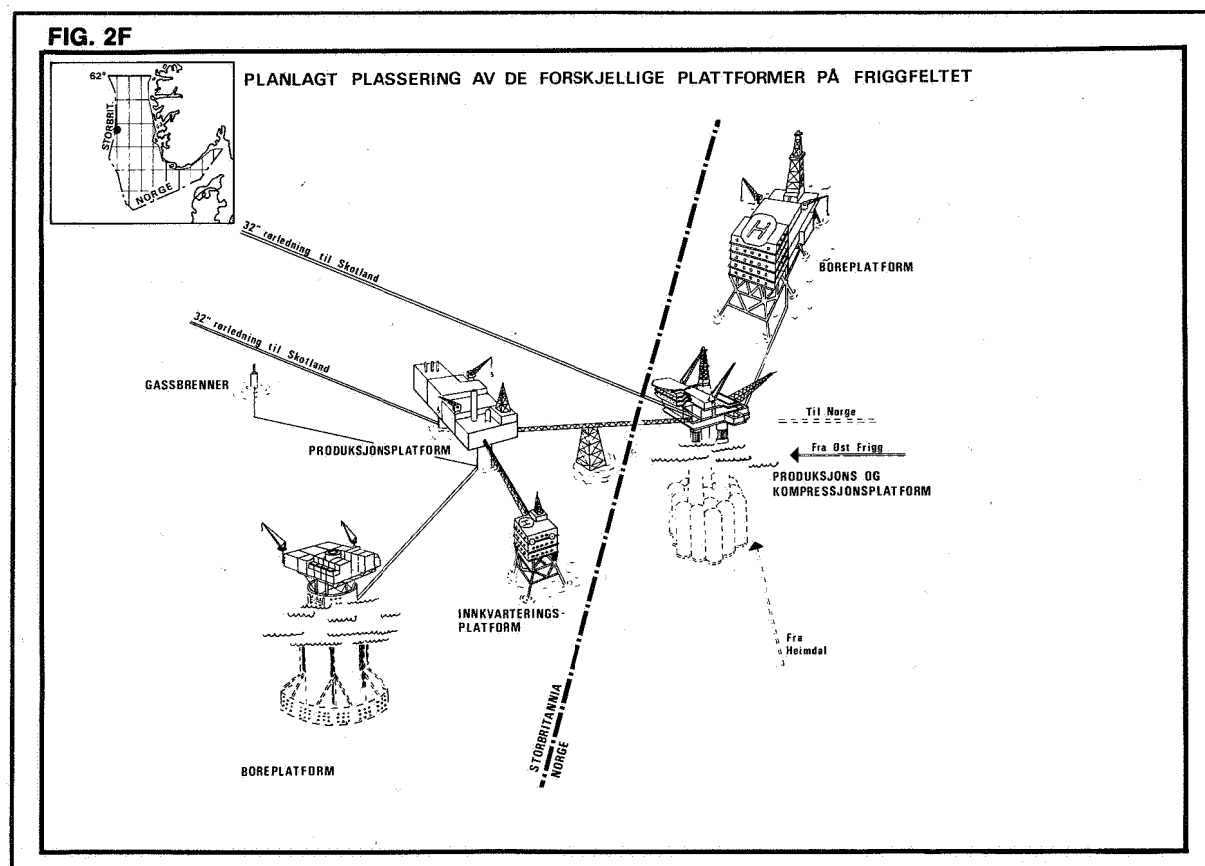 FIG. 2F
PLANLAGT PLASSERING AV DE FORSKJELLIGE PLATTFORMER PÅ FRIGGFELTET
62°
STORBRIT.
NORGE
32" rørledning til Skotland
BOREPLATFORM
32" rørledning til Skotland
GASSBRENNER
PRODUKSJONSPLATFORM
Til Norge
Fra Øst Frigg
PRODUKSJONS OG
KOMPRESSJONSPLATFORM
H
H
INNKVARTERINGS-
PLATFORM
Fra
Heimdal
STORBRITANNIA
NORGE
BOREPLATFORM